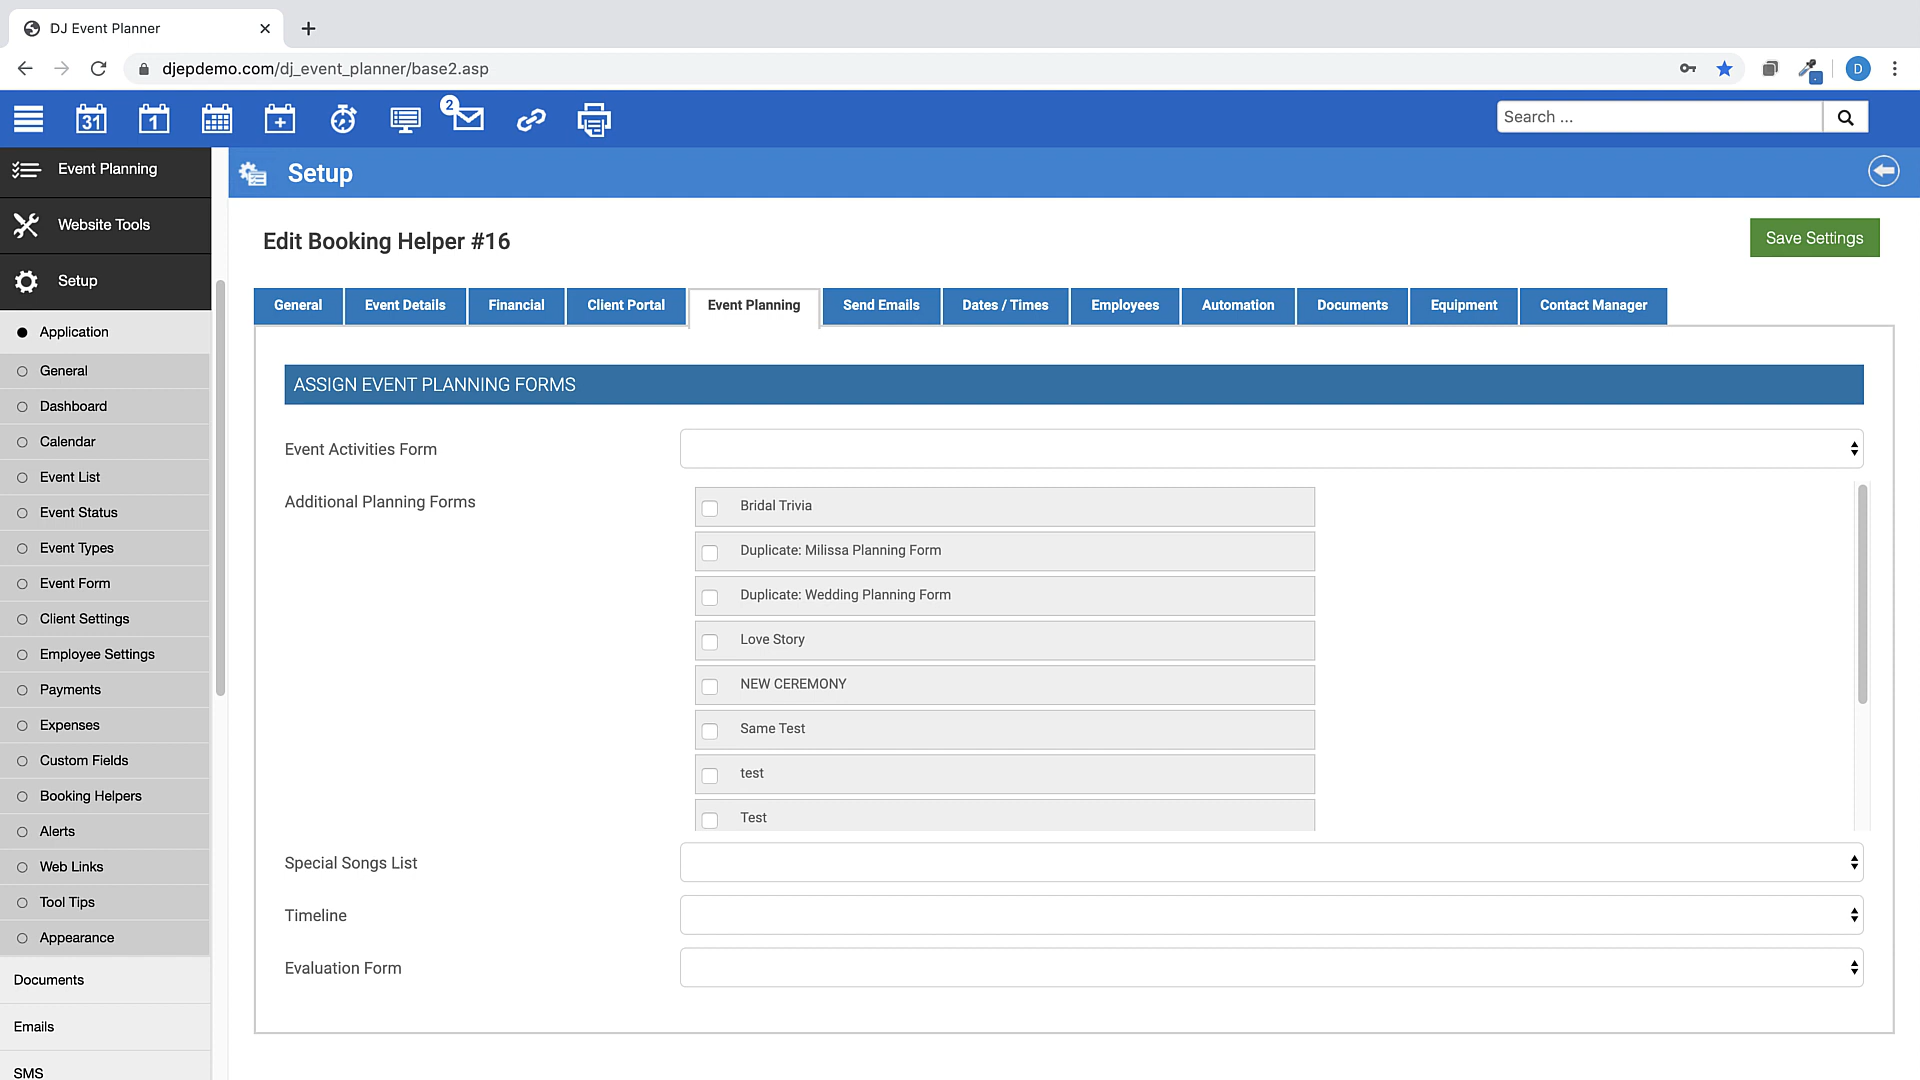 DJ Event Planner
djepdemo.com/dj_event_planner/base2.asp
D
31
1
2
Search ...
Event Planning
Website Tools
Setup
Application
General
Dashboard
Calendar
Event List
Event Status
Event Types
Event Form
Client Settings
Employee Settings
Payments
Expenses
Custom Fields
Booking Helpers
Alerts
Web Links
Tool Tips
Appearance
Documents
Emails
SMS
Setup
Edit Booking Helper #16
Save Settings
General Event Details Financial Client Portal Event Planning Send Emails Dates / Times Employees Automation Documents Equipment Contact Manager
ASSIGN EVENT PLANNING FORMS
Event Activities Form
Additional Planning Forms
Bridal Trivia
Duplicate: Milissa Planning Form
Duplicate: Wedding Planning Form
Love Story
NEW CEREMONY
Same Test
test
Test
Special Songs List
Timeline
Evaluation Form